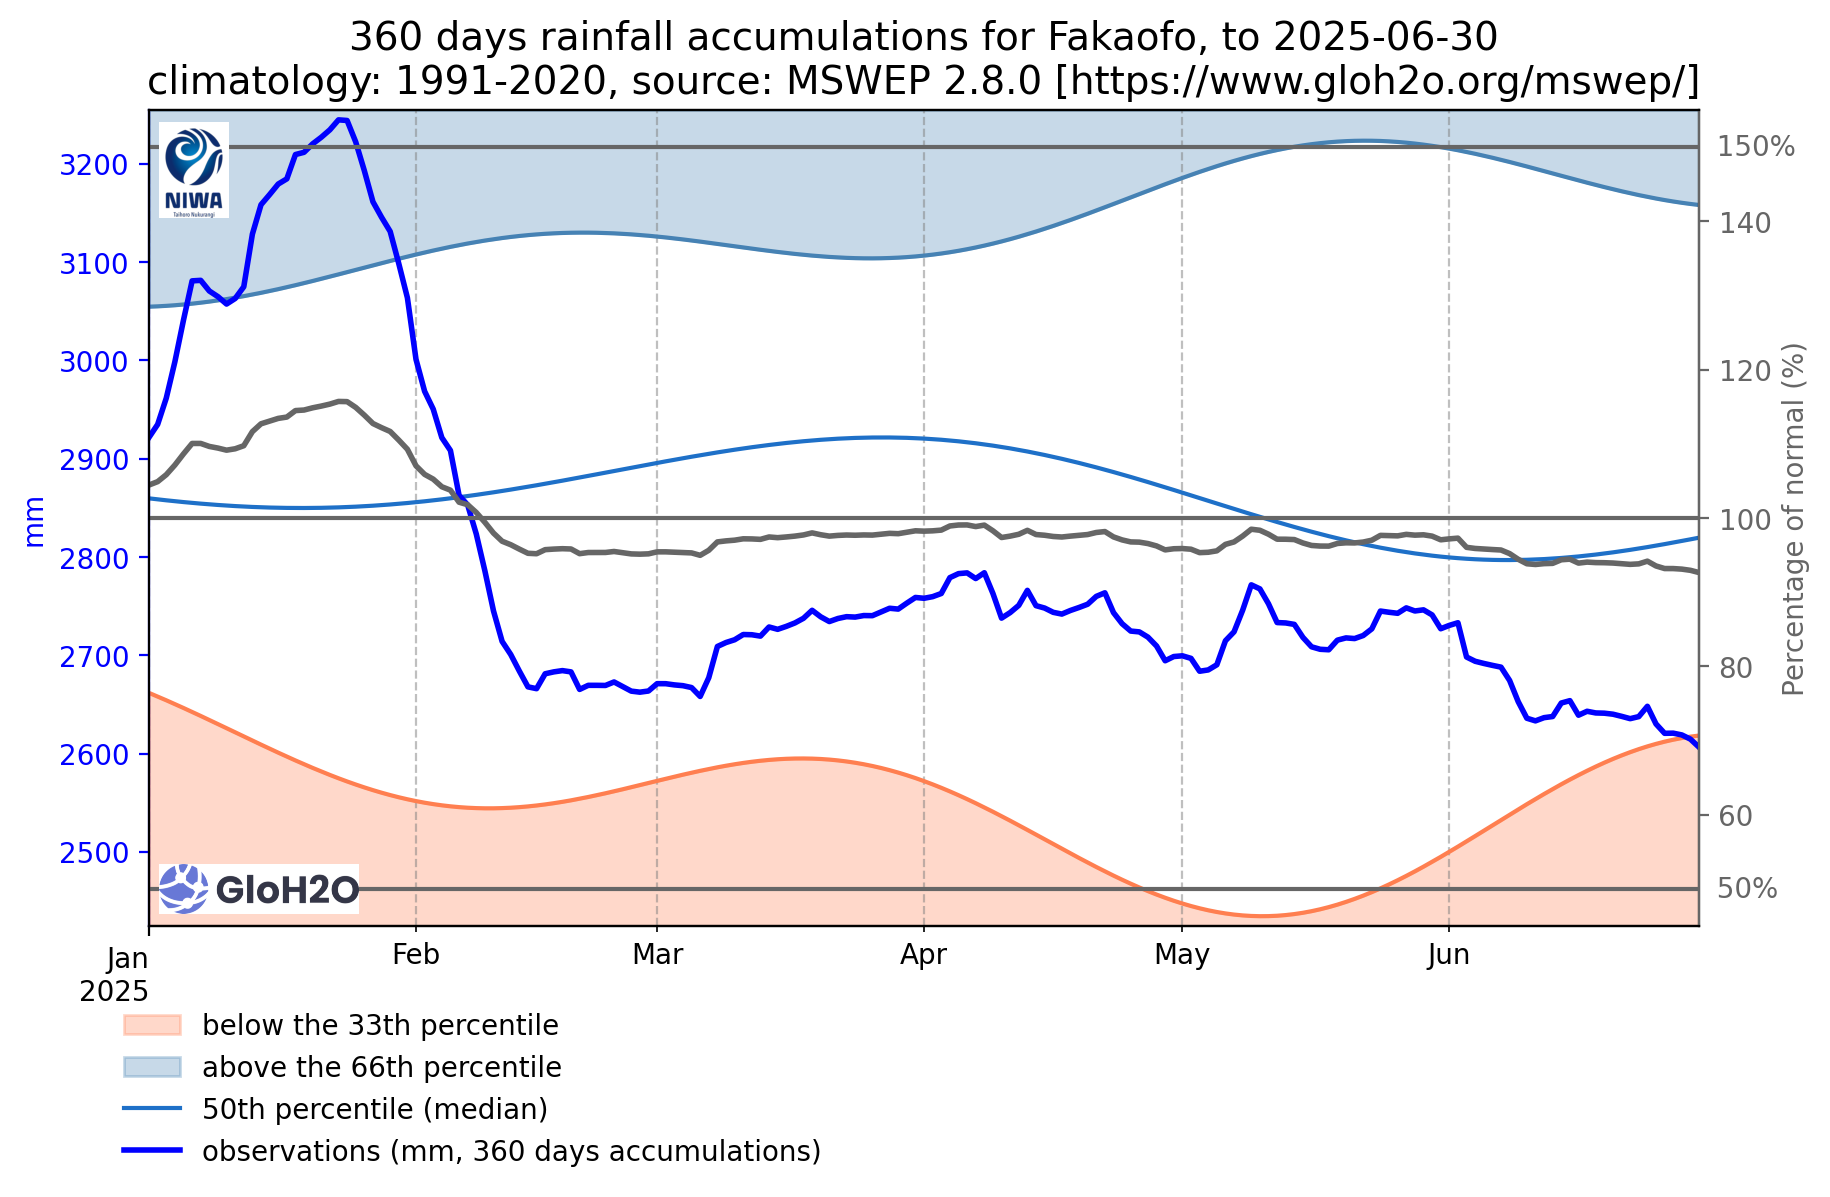 360 days rainfall accumulations for Fakaofo, to 2025-06-30
climatology: 1991-2020, source: MSWEP 2.8.0 [https://www.gloh2o.org/mswep/]
NIWA
Taihoro Nukurangi
3200
3100
3000
2900
2800
2700
2600
2500
mm
150%
140
120
100
80
60
50%
Percentage of normal (%)
GloH2O
Jan
2025
Feb
Mar
Apr
May
Jun
below the 33th percentile
above the 66th percentile
50th percentile (median)
observations (mm, 360 days accumulations)